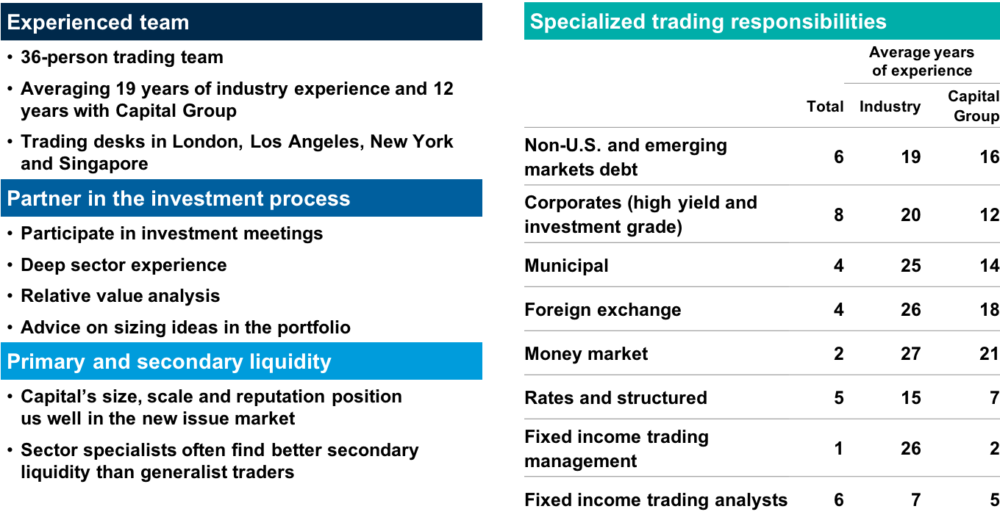 Experienced team
• 36-person trading team
• Averaging 19 years of industry experience and 12
years with Capital Group
• Trading desks in London, Los Angeles, New York
and Singapore
Partner in the investment process
• Participate in investment meetings
• Deep sector experience
• Relative value analysis
• Advice on sizing ideas in the portfolio
Primary and secondary liquidity
• Capital’s size, scale and reputation position
us well in the new issue market
• Sector specialists often find better secondary
liquidity than generalist traders
Specialized trading responsibilities
Average years
of experience
Total Industry Capital
Group
Non-U.S. and emerging
markets debt 6 19 16
Corporates (high yield and
investment grade) 8 20 12
Municipal 4 25 14
Foreign exchange 4 26 18
Money market 2 27 21
Rates and structured 5 15 7
Fixed income trading
management 1 26 2
Fixed income trading analysts 6 7 5